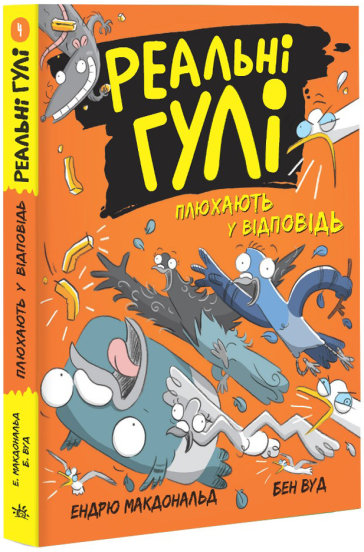 РЕАЛЬНІ
ГУЛІ
ПЛЮХАЮТЬ
У ВІДПОВІДЬ
ЕНДРЮ МАКДОНАЛЬД
БЕН ВУД
4
РЕАЛЬНІ ГУЛІ
ПЛЮХАЮТЬ У ВІДПОВІДЬ
Е. МАКДОНАЛЬД
Б. ВУД